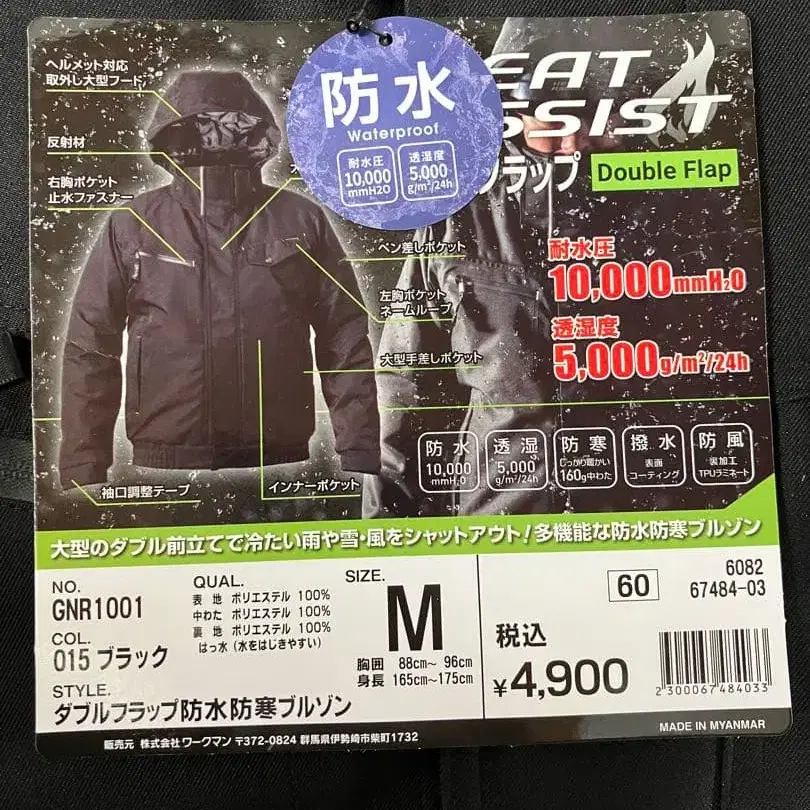 ヘルメット対応
取外し大型フード
反射材
右胸ポケット
止水ファスナー
防水
Waterproof
耐水圧
10,000
mmH2O
透湿度
5,000
g/m²/24h
EAT
SSIST
フラップ
Double Flap
ペン差しポケット
左胸ポケット
ネームループ
大型手差しポケット
耐水圧
10,000mmH₂O
透湿度
5,000g/m²/24h
防水
10,000
mmH₂O
透湿
5,000
g/m²/24h
防寒
しっかり暖かい
160g中わた
撥水
表面
コーティング
防風
裏加工
TPUラミネート
袖口調整テープ
インナーポケット
大型のダブル前立てで冷たい雨や雪・風をシャットアウト!多機能な防水防寒ブルゾン
NO.
GNR1001
COL.
015 ブラック
STYLE.
ダブルフラップ防水防寒ブルゾン
QUAL.
表 地 ポリエステル 100%
中わた ポリエステル 100%
裏 地 ポリエステル 100%
はっ水(水をはじきやすい)
SIZE.
M
胸囲 88cm~ 96cm
身長 165cm~175cm
60
6082
67484-03
税込
¥4,900
2300067484033
MADE IN MYANMAR
販売元 株式会社 ワークマン 〒372-0824 群馬県伊勢崎市柴町1732